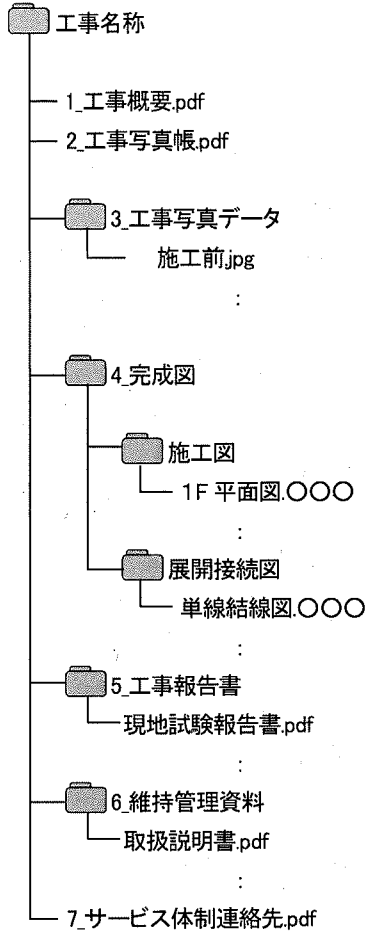 工事名称
1_工事概要.pdf
2_工事写真帳.pdf
3_工事写真データ
施工前.jpg
:
4_完成図
施工図
1F 平面図.〇〇〇
:
展開接続図
単線結線図.〇〇〇
:
5_工事報告書
現地試験報告書.pdf
:
6_維持管理資料
取扱説明書.pdf
:
7_サービス体制連絡先.pdf